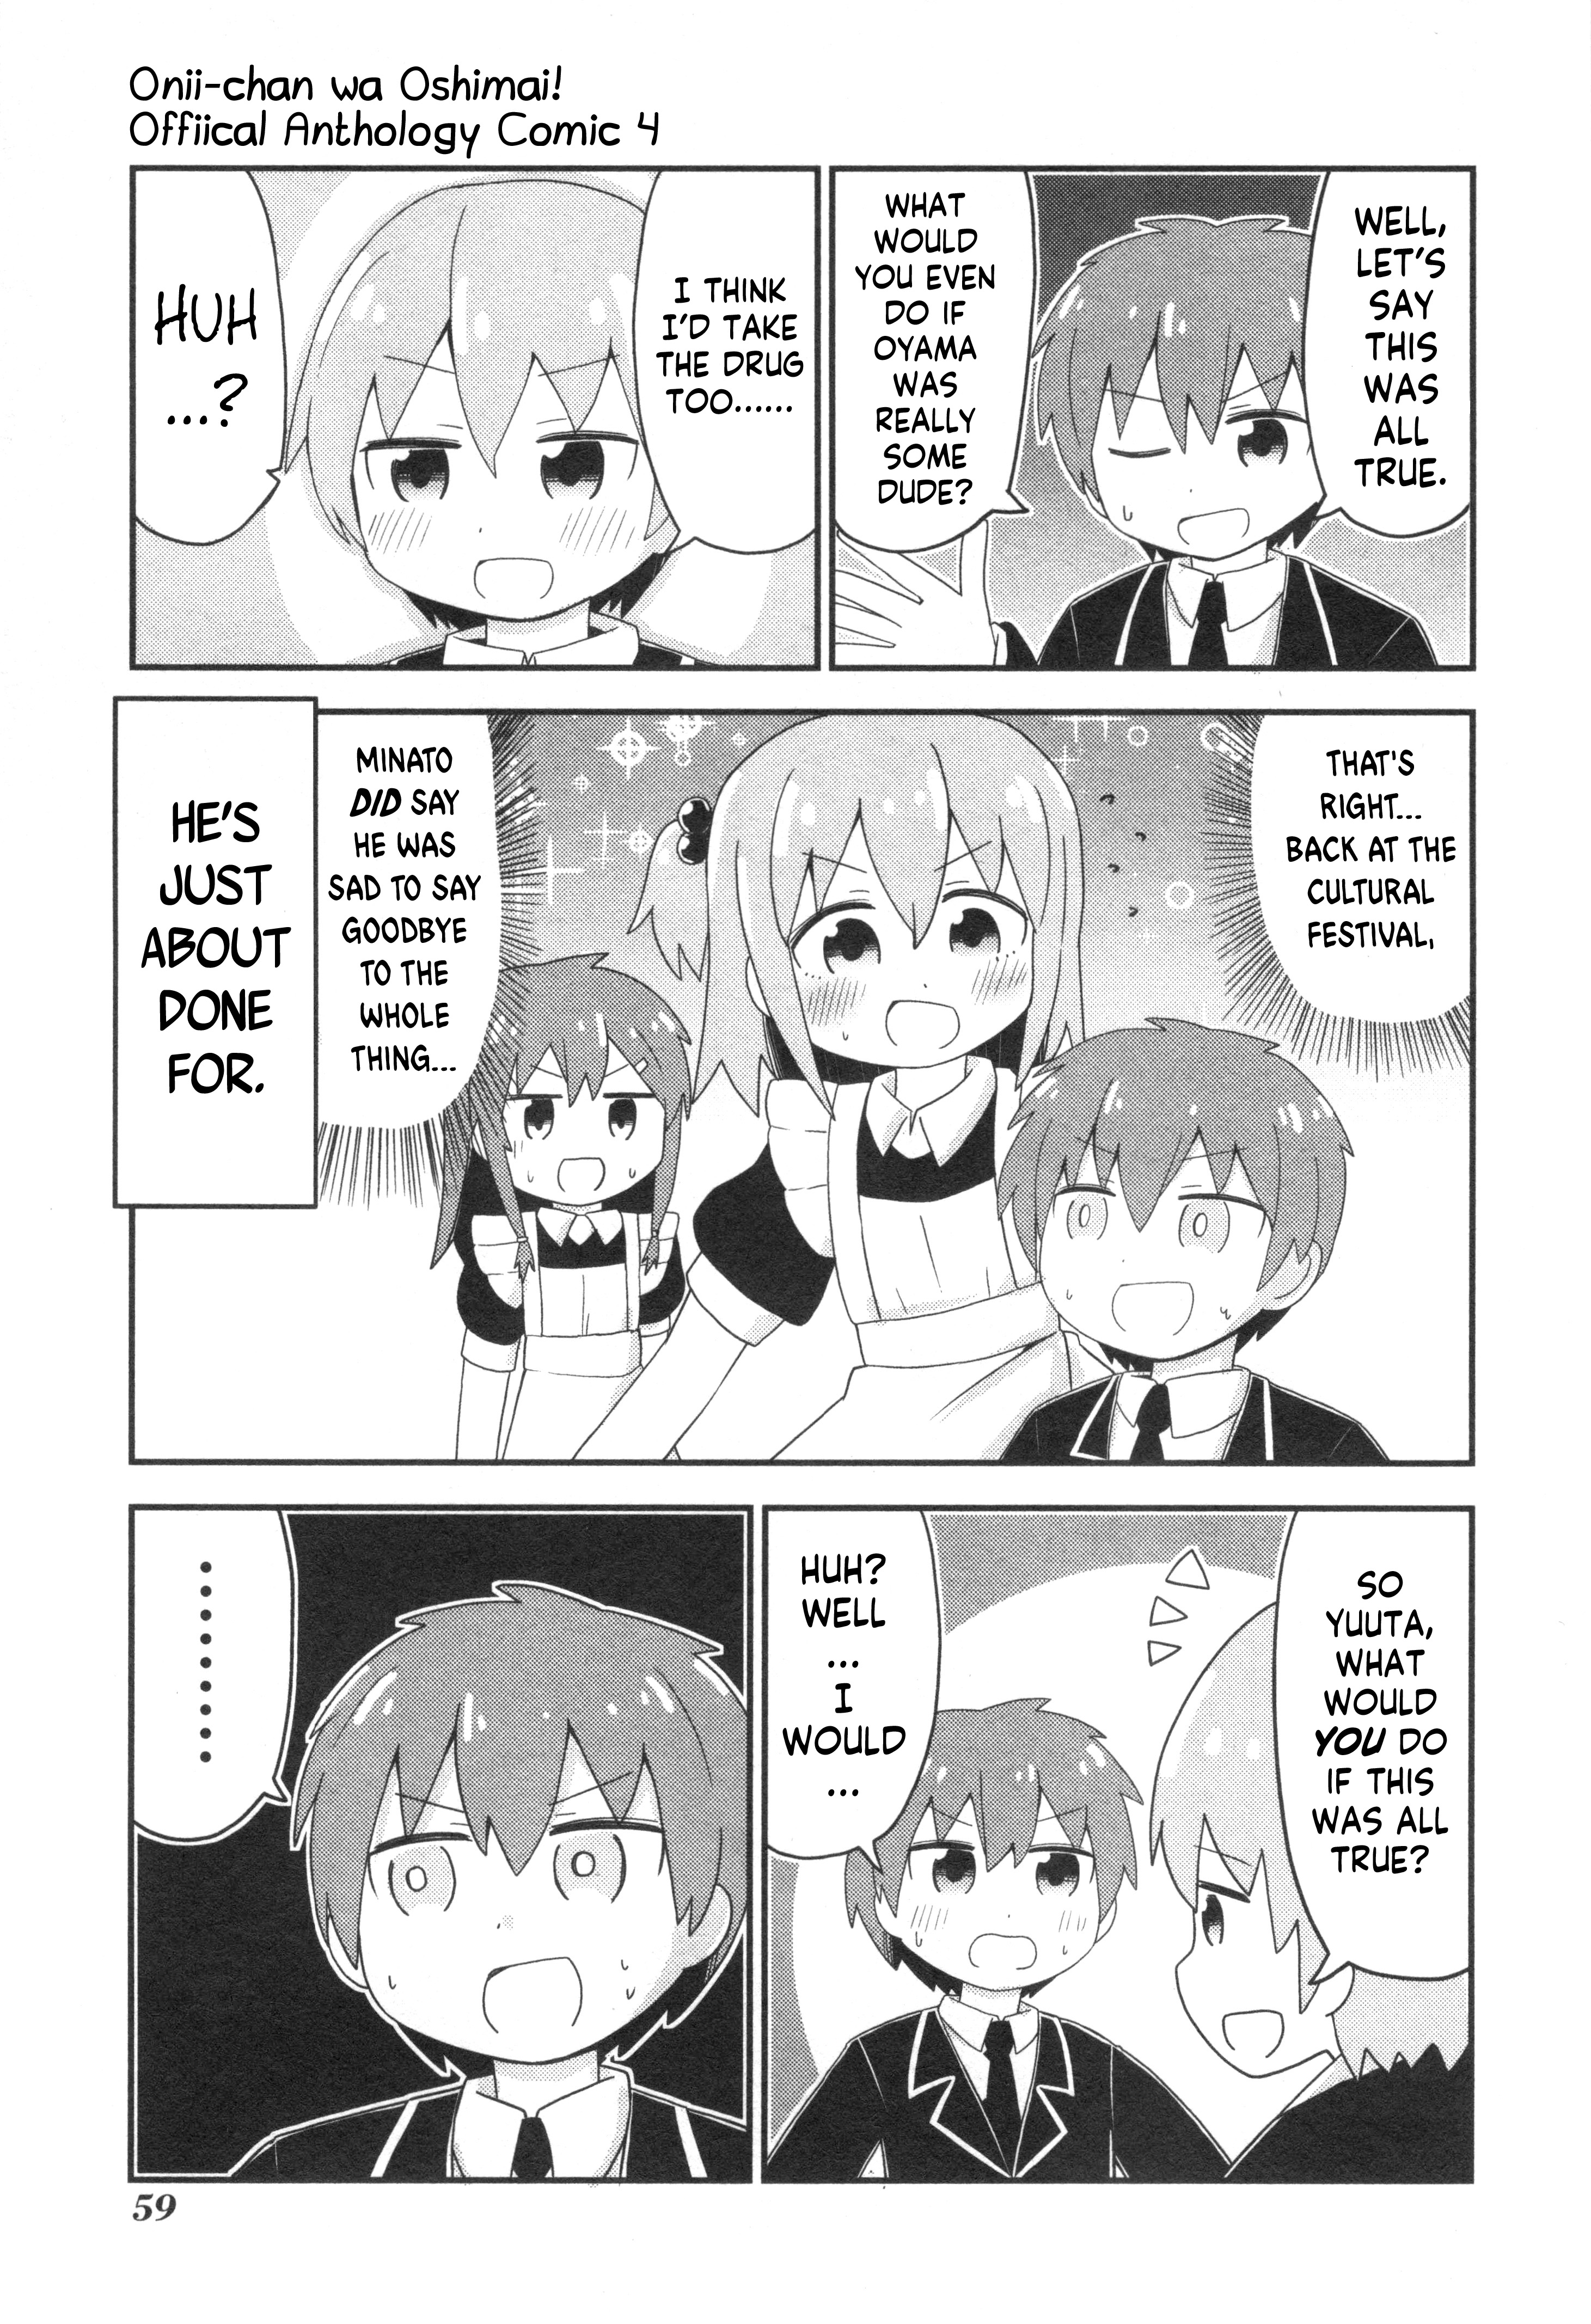 Onii-chan wa Oshimai!
Offiical Anthology Comic 4
WELL,
LET'S
SAY
THIS
WAS
ALL
TRUE.
WHAT
WOULD
YOU EVEN
DO IF
OYAMA
WAS
REALLY
SOME
DUDE?
I THINK
I'D TAKE
THE DRUG
TOO......
HUH
...?
THAT'S
RIGHT...
BACK AT THE
CULTURAL
FESTIVAL,
MINATO
DID SAY
HE WAS
SAD TO SAY
GOODBYE
TO THE
WHOLE
THING...
HE'S
JUST
ABOUT
DONE
FOR.
SO
YUUTA,
WHAT
WOULD
YOU DO
IF THIS
WAS ALL
TRUE?
HUH?
WELL
...
I
WOULD
...
.........
59